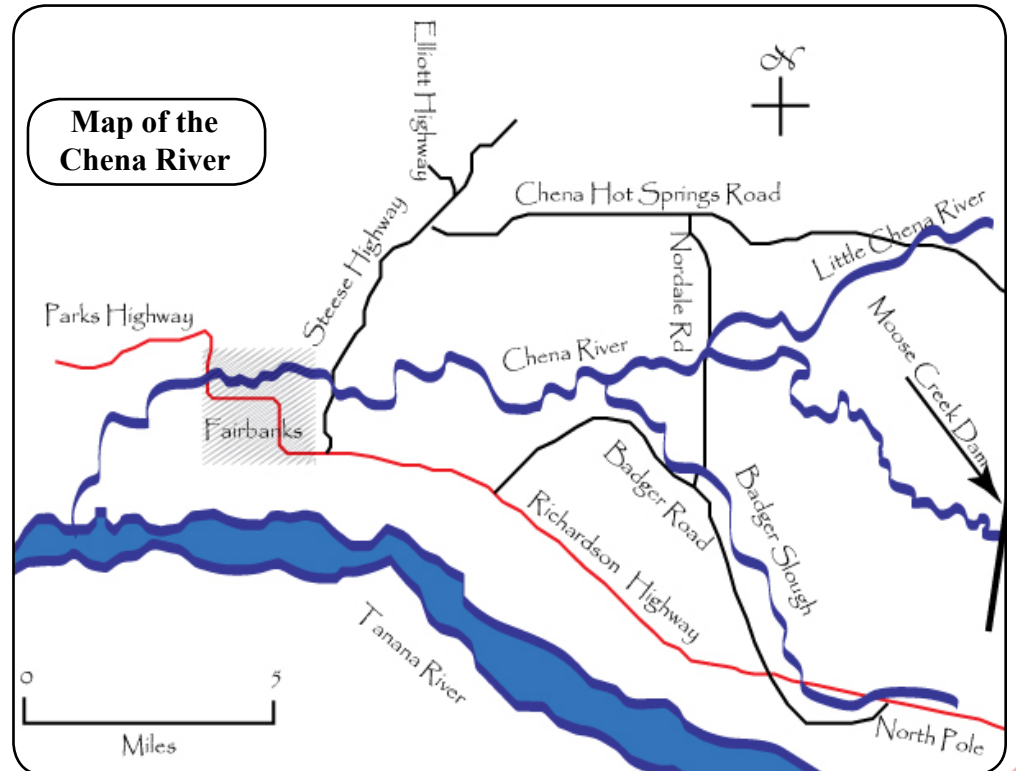 Map of the
Chena River
Elliott Highway
N
Chena Hot Springs Road
Steese Highway
Nordale Rd
Little Chena River
Parks Highway
Chena River
Moose Creek Dam
Fairbanks
Badger Road
Badger Slough
Richardson Highway
Tanana River
0 5
Miles
North Pole